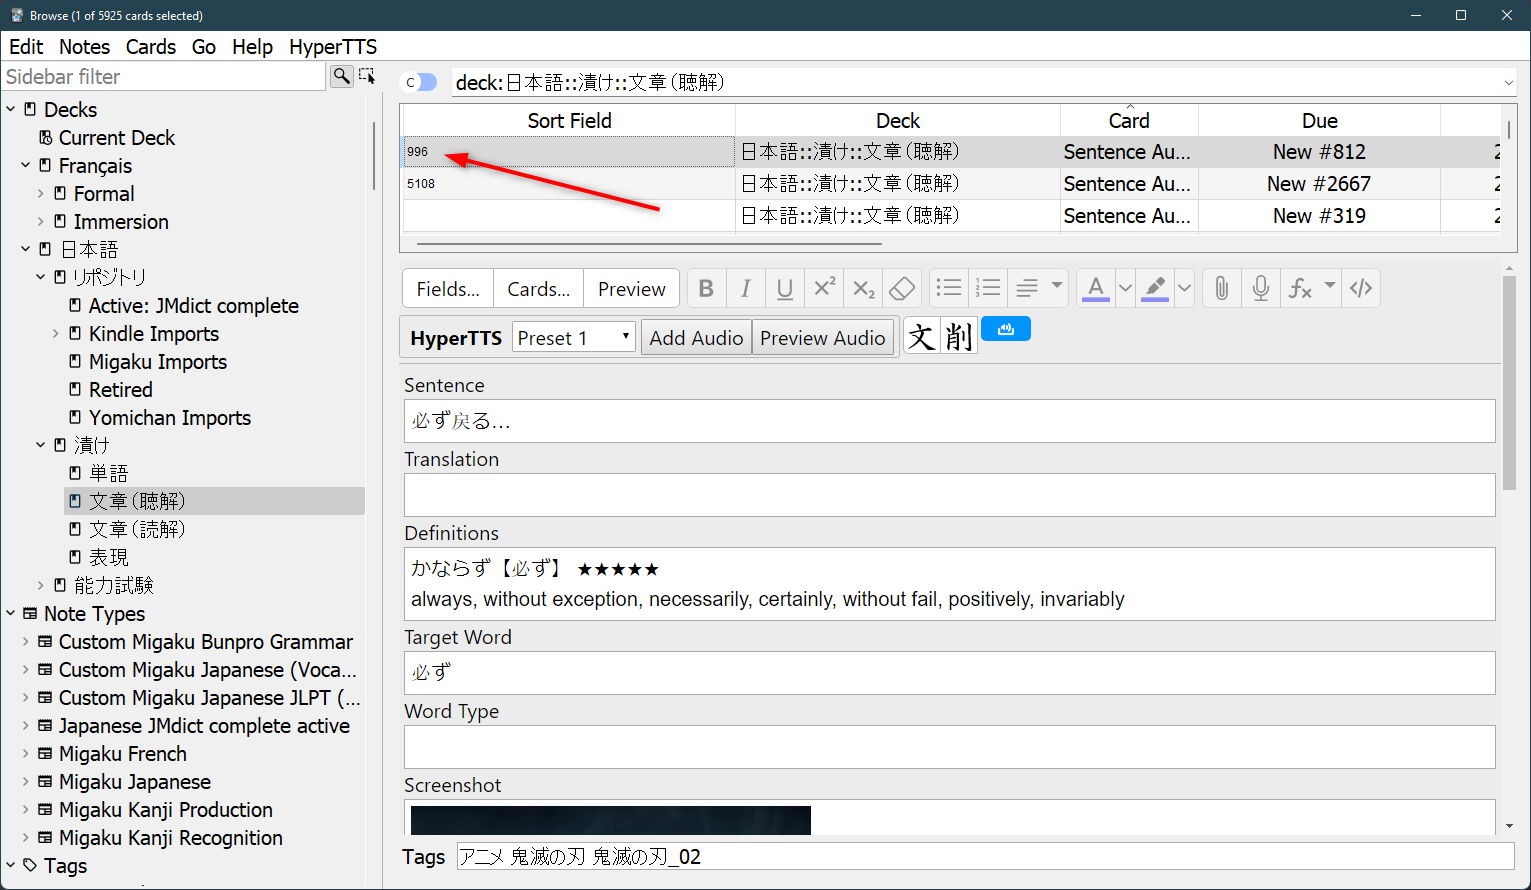 Browse (1 of 5925 cards selected)
Edit Notes Cards Go Help HyperTTS
Sidebar filter
Decks
Current Deck
Français
Formal
Immersion
日本語
リポジトリ
Active: JMdict complete
Kindle Imports
Migaku Imports
Retired
Yomichan Imports
漬け
単語
文章(聴解)
文章(読解)
表現
能力試験
Note Types
Custom Migaku Bunpro Grammar
Custom Migaku Japanese (Voca...
Custom Migaku Japanese JLPT (...
Japanese JMdict complete active
Migaku French
Migaku Japanese
Migaku Kanji Production
Migaku Kanji Recognition
Tags
C deck:日本語::漬け::文章(聴解)
Sort Field Deck Card Due
996 日本語::漬け::文章(聴解) Sentence Au... New #812
5108 日本語::漬け::文章(聴解) Sentence Au... New #2667
日本語::漬け::文章(聴解) Sentence Au... New #319
Fields... Cards... Preview B I U x² x₂ A fx </>
HyperTTS Preset 1 Add Audio Preview Audio 文 削
Sentence
必ず戻る...
Translation
Definitions
かならず【必ず】 ★★★★★
always, without exception, necessarily, certainly, without fail, positively, invariably
Target Word
必ず
Word Type
Screenshot
Tags アニメ 鬼滅の刃 鬼滅の刃_02